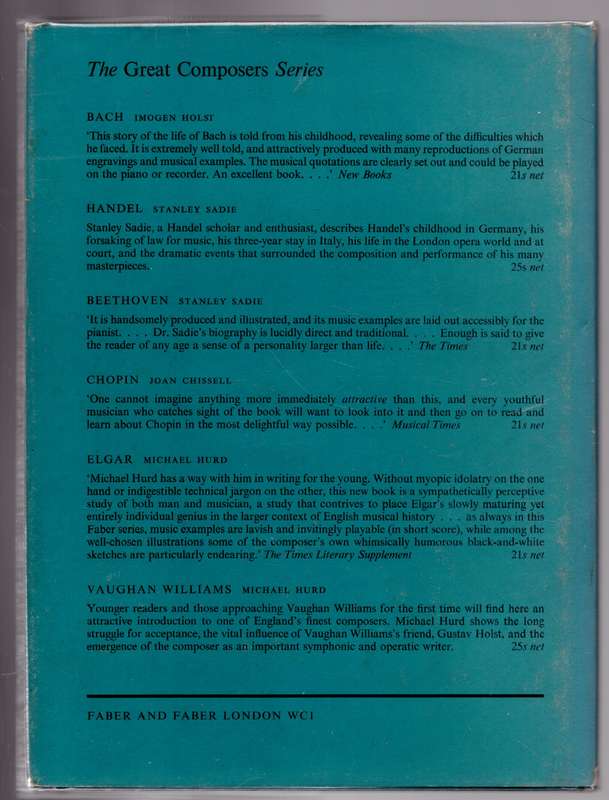 The Great Composers Series
BACH IMOGEN HOLST
'This story of the life of Bach is told from his childhood, revealing some of the difficulties which
he faced. It is extremely well told, and attractively produced with many reproductions of German
engravings and musical examples. The musical quotations are clearly set out and could be played
on the piano or recorder. An excellent book. . . .' New Books 21s net
HANDEL STANLEY SADIE
Stanley Sadie, a Handel scholar and enthusiast, describes Handel's childhood in Germany, his
forsaking of law for music, his three-year stay in Italy, his life in the London opera world and at
court, and the dramatic events that surrounded the composition and performance of his many
masterpieces. 25s net
BEETHOVEN STANLEY SADIE
'It is handsomely produced and illustrated, and its music examples are laid out accessibly for the
pianist. . . . Dr. Sadie's biography is lucidly direct and traditional. . . . Enough is said to give
the reader of any age a sense of a personality larger than life. . . .' The Times 21s net
CHOPIN JOAN CHISSELL
'One cannot imagine anything more immediately attractive than this, and every youthful
musician who catches sight of the book will want to look into it and then go on to read and
learn about Chopin in the most delightful way possible. . . .' Musical Times 21s net
ELGAR MICHAEL HURD
'Michael Hurd has a way with him in writing for the young. Without myopic idolatry on the one
hand or indigestible technical jargon on the other, this new book is a sympathetically perceptive
study of both man and musician, a study that contrives to place Elgar's slowly maturing yet
entirely individual genius in the larger context of English musical history . . . as always in this
Faber series, music examples are lavish and invitingly playable (in short score), while among the
well-chosen illustrations some of the composer's own whimsically humorous black-and-white
sketches are particularly endearing.' The Times Literary Supplement 21s net
VAUGHAN WILLIAMS MICHAEL HURD
Younger readers and those approaching Vaughan Williams for the first time will find here an
attractive introduction to one of England's finest composers. Michael Hurd shows the long
struggle for acceptance, the vital influence of Vaughan Williams's friend, Gustav Holst, and the
emergence of the composer as an important symphonic and operatic writer. 25s net
FABER AND FABER LONDON WC1